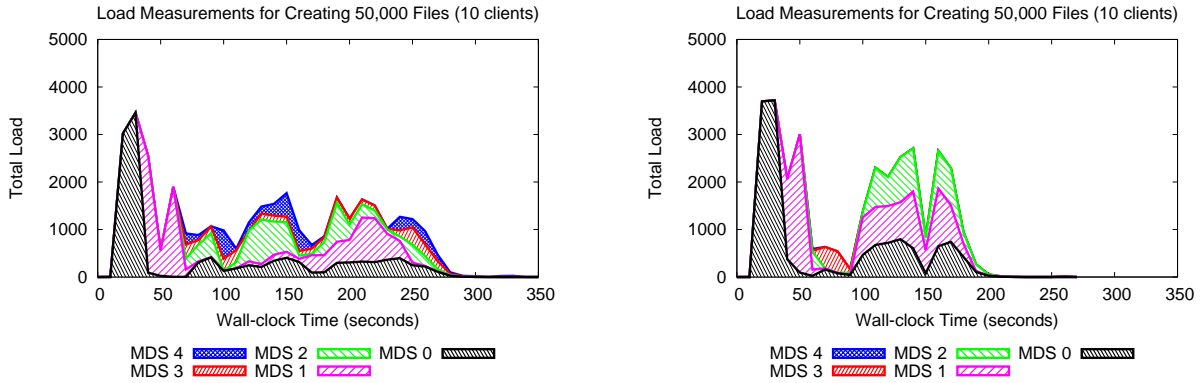 Load Measurements for Creating 50,000 Files (10 clients)
5000
4000
3000
2000
1000
0
Total Load
0 50 100 150 200 250 300 350
Wall-clock Time (seconds)
MDS 4 MDS 2 MDS 0
MDS 3 MDS 1
Load Measurements for Creating 50,000 Files (10 clients)
5000
4000
3000
2000
1000
0
Total Load
0 50 100 150 200 250 300 350
Wall-clock Time (seconds)
MDS 4 MDS 2 MDS 0
MDS 3 MDS 1